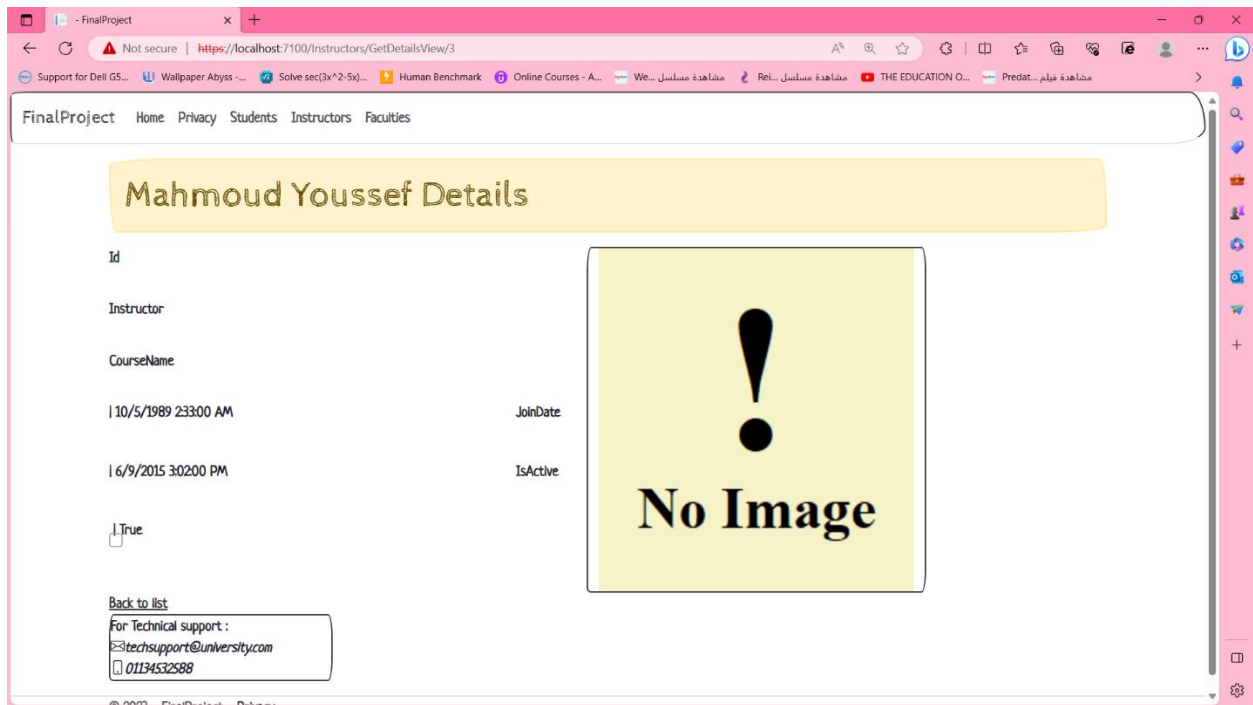 - FinalProject
Not secure | https://localhost:7100/Instructors/GetDetailsView/3
Support for Dell G5... Wallpaper Abyss -... Solve sec(3x^2-5x)... Human Benchmark Online Courses - A... مشاهدة مسلسل We... مشاهدة مسلسل Rei... THE EDUCATION O... مشاهدة فيلم Predat...
FinalProject Home Privacy Students Instructors Faculties
Mahmoud Youssef Details
Id
Instructor
CourseName
| 10/5/1989 2:33:00 AM JoinDate
| 6/9/2015 3:02:00 PM IsActive
| True
!
No Image
Back to list
For Technical support :
techsupport@university.com
01134532588
FinalProject Privacy